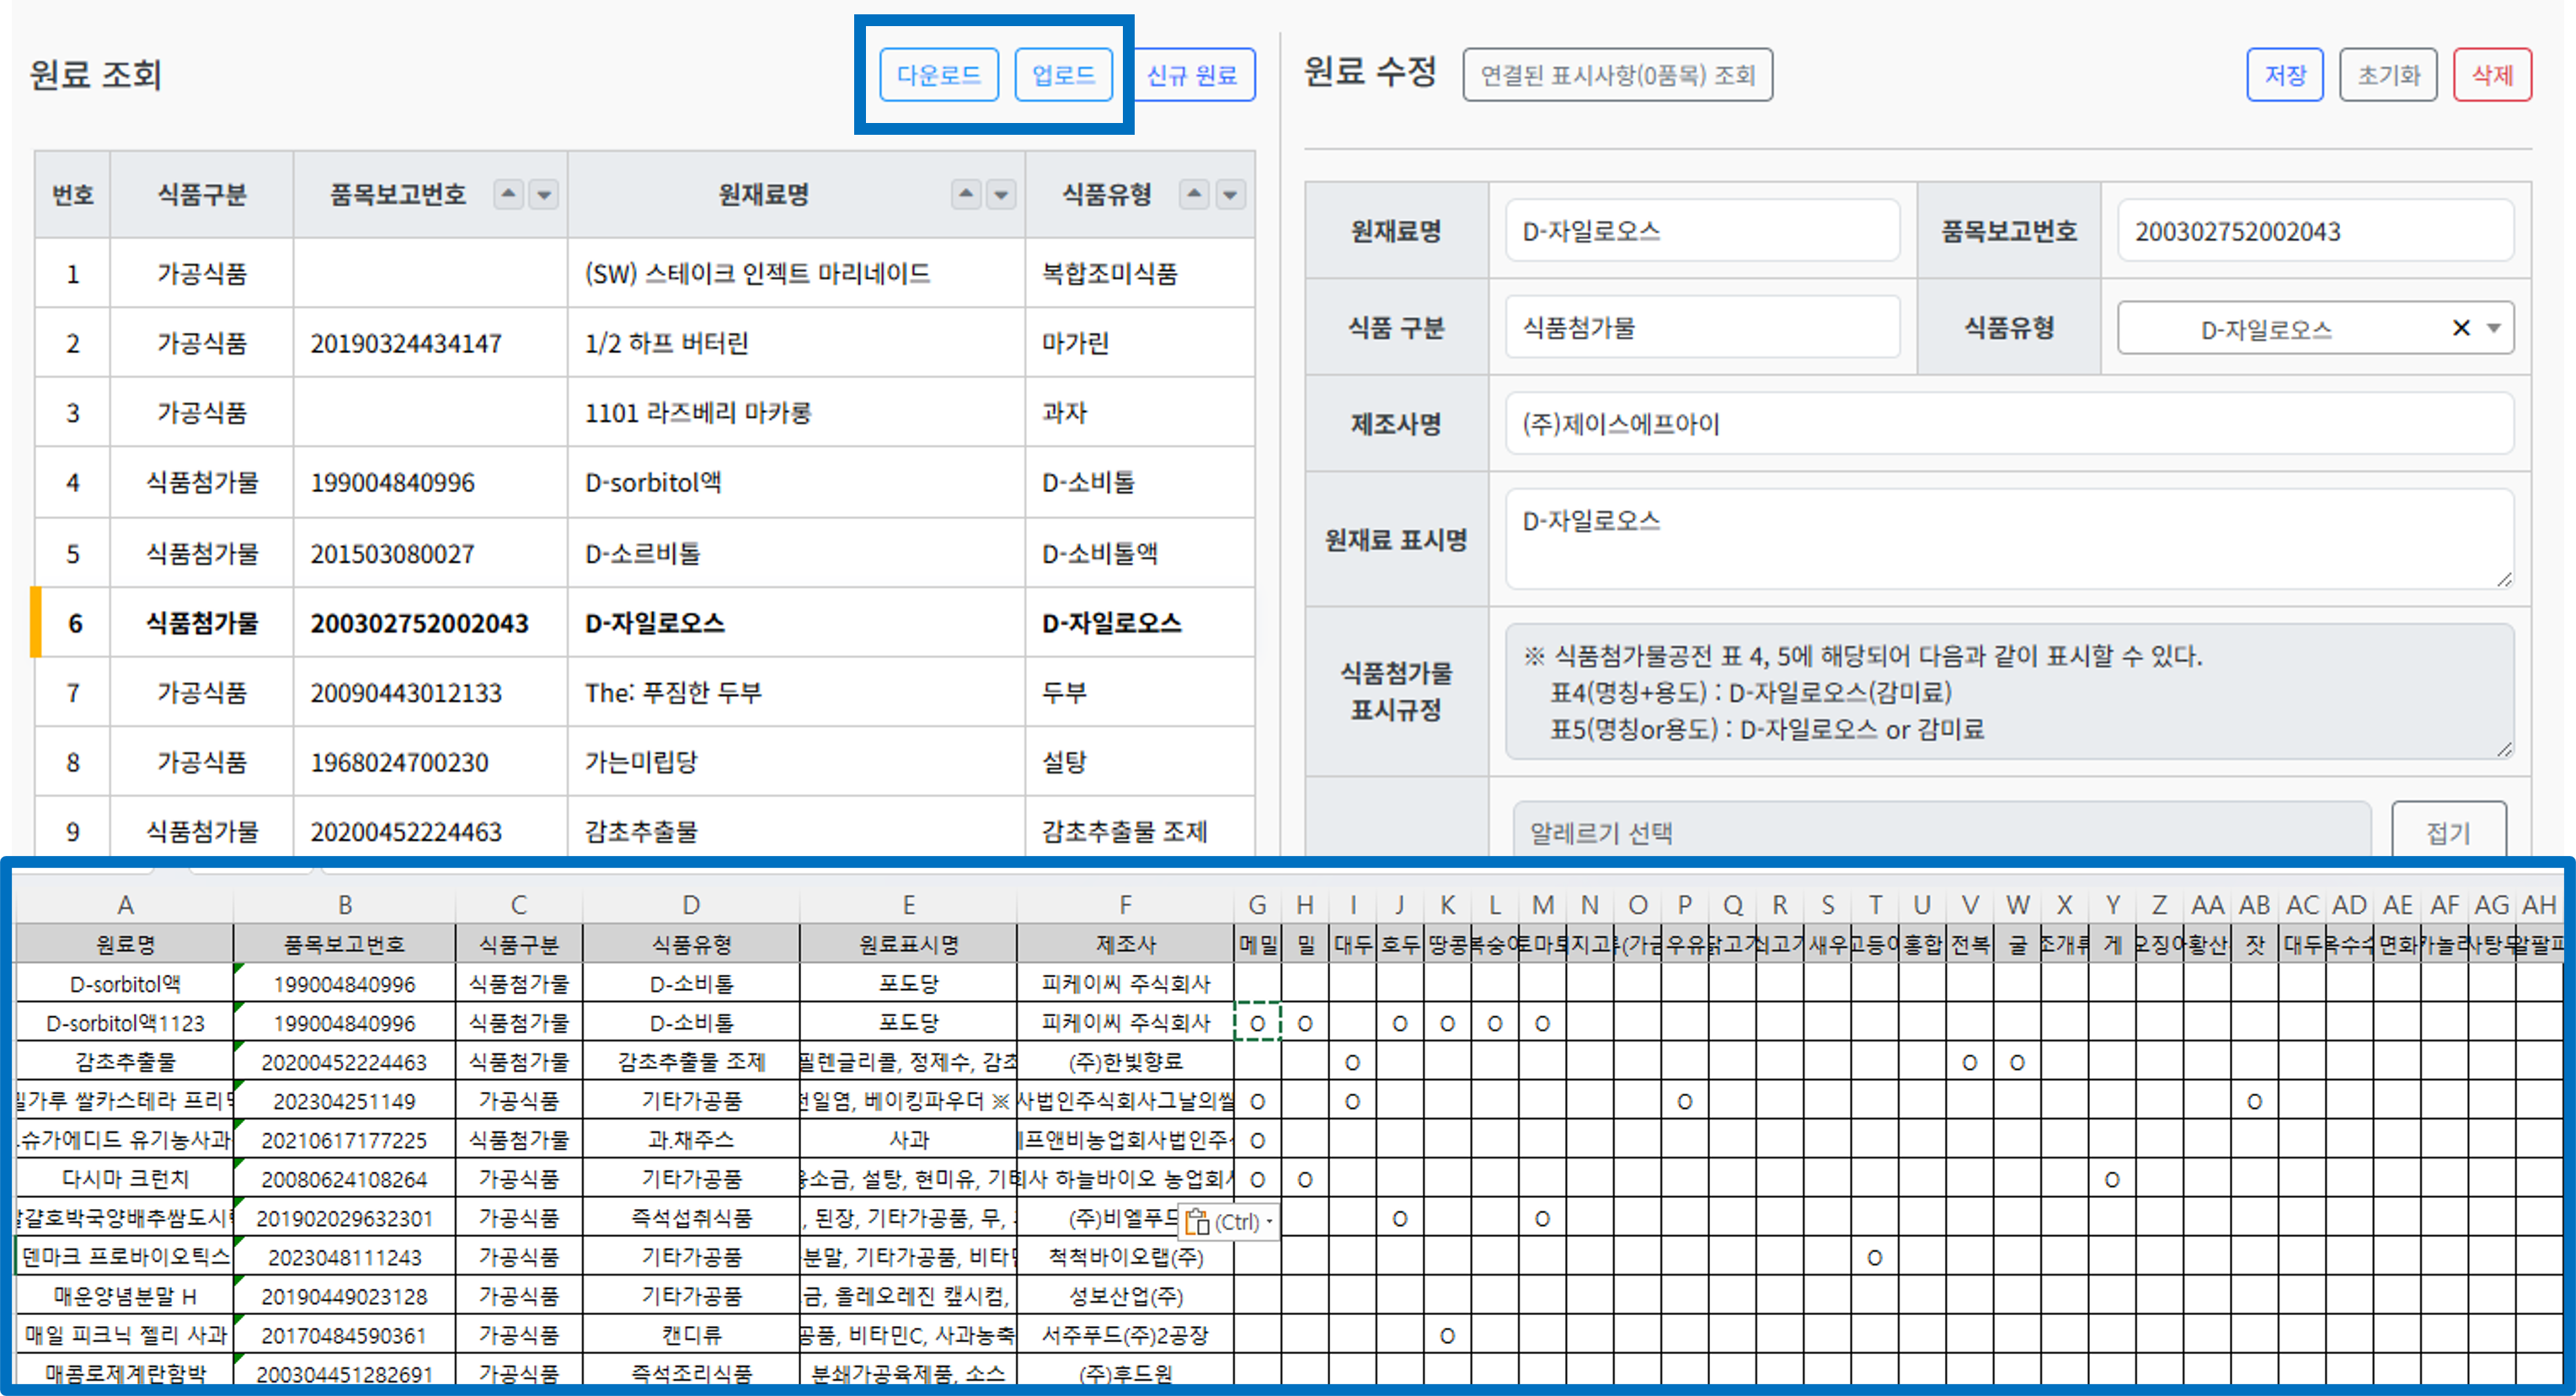 원료 조회 다운로드 업로드 신규 원료
번호 식품구분 품목보고번호 원재료명 식품유형
1 가공식품 (SW) 스테이크 인젝트 마리네이드 복합조미식품
2 가공식품 20190324434147 1/2 하프 버터린 마가린
3 가공식품 1101 라즈베리 마카롱 과자
4 식품첨가물 199004840996 D-sorbitol액 D-소비톨
5 식품첨가물 201503080027 D-소르비톨 D-소비톨액
6 식품첨가물 200302752002043 D-자일로오스 D-자일로오스
7 가공식품 20090443012133 The: 푸짐한 두부 두부
8 가공식품 1968024700230 가는미립당 설탕
9 식품첨가물 20200452224463 감초추출물 감초추출물 조제
원료 수정 연결된 표시사항(0품목) 조회 저장 초기화 삭제
원재료명 D-자일로오스 품목보고번호 200302752002043
식품 구분 식품첨가물 식품유형 D-자일로오스
제조사명 (주)제이스에프아이
원재료 표시명 D-자일로오스
식품첨가물 표시규정
※ 식품첨가물공전 표 4, 5에 해당되어 다음과 같이 표시할 수 있다.
표4(명칭+용도) : D-자일로오스(감미료)
표5(명칭or용도) : D-자일로오스 or 감미료
알레르기 선택 접기
A B C D E F G H I J K L M N O P Q R S T U V W X Y Z AA AB AC AD AE AF AG AH
원료명 품목보고번호 식품구분 식품유형 원료표시명 제조사 메밀 밀 대두 호두 땅콩 복숭아 토마토 지고 (가금 우유 닭고기 쇠고기 새우 고등어 홍합 전복 굴 조개류 게 오징어 황산 잣 대두 옥수수 면화 카놀라 사탕무 알팔파
D-sorbitol액 199004840996 식품첨가물 D-소비톨 포도당 피케이씨 주식회사
D-sorbitol액1123 199004840996 식품첨가물 D-소비톨 포도당 피케이씨 주식회사 O O O O O O
감초추출물 20200452224463 식품첨가물 감초추출물 조제 필렌글리콜, 정제수, 감초 (주)한빛향료 O O O
밀가루 쌀카스테라 프리믹 202304251149 가공식품 기타가공품 천일염, 베이킹파우더 ※ 사법인주식회사그날의쌀 O O O O
슈가에디드 유기농사과 20210617177225 식품첨가물 과.채주스 사과 프앤비농업회사법인주식 O
다시마 크런치 20080624108264 가공식품 기타가공품 용소금, 설탕, 현미유, 기타 회사 하늘바이오 농업회사 O O O
달걀호박국양배추쌈도시락 201902029632301 가공식품 즉석섭취식품 , 된장, 기타가공품, 무, (주)비엘푸드 O O
(Ctrl)
덴마크 프로바이오틱스 2023048111243 가공식품 기타가공품 분말, 기타가공품, 비타민 척척바이오랩(주) O
매운양념분말 H 20190449023128 가공식품 기타가공품 금, 올레오레진 캪시컴, 성보산업(주)
매일 피크닉 젤리 사과 20170484590361 가공식품 캔디류 공품, 비타민C, 사과농축 서주푸드(주)2공장 O
매콤로제계란함박 200304451282691 가공식품 즉석조리식품 분쇄가공육제품, 소스 (주)후드원